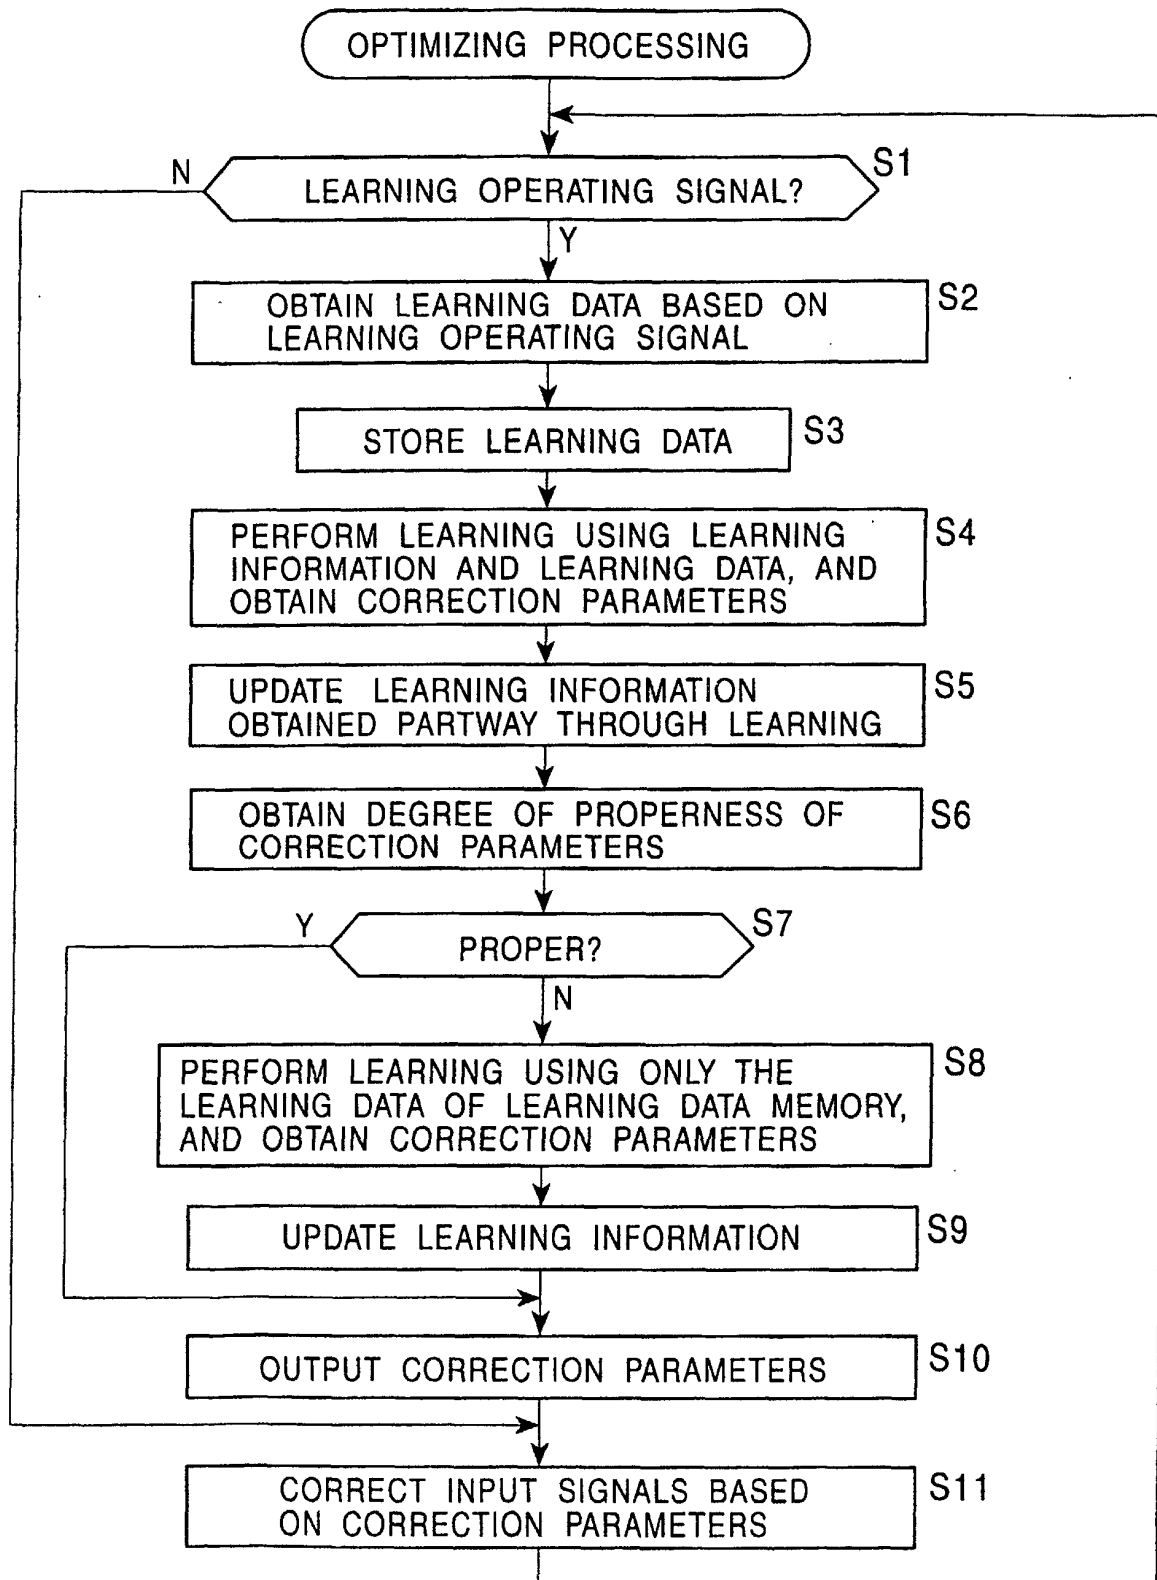 OPTIMIZING PROCESSING
S1
N
LEARNING OPERATING SIGNAL?
Y
S2
OBTAIN LEARNING DATA BASED ON
LEARNING OPERATING SIGNAL
S3
STORE LEARNING DATA
S4
PERFORM LEARNING USING LEARNING
INFORMATION AND LEARNING DATA, AND
OBTAIN CORRECTION PARAMETERS
S5
UPDATE LEARNING INFORMATION
OBTAINED PARTWAY THROUGH LEARNING
S6
OBTAIN DEGREE OF PROPERNESS OF
CORRECTION PARAMETERS
S7
Y
PROPER?
N
S8
PERFORM LEARNING USING ONLY THE
LEARNING DATA OF LEARNING DATA MEMORY,
AND OBTAIN CORRECTION PARAMETERS
S9
UPDATE LEARNING INFORMATION
S10
OUTPUT CORRECTION PARAMETERS
S11
CORRECT INPUT SIGNALS BASED
ON CORRECTION PARAMETERS